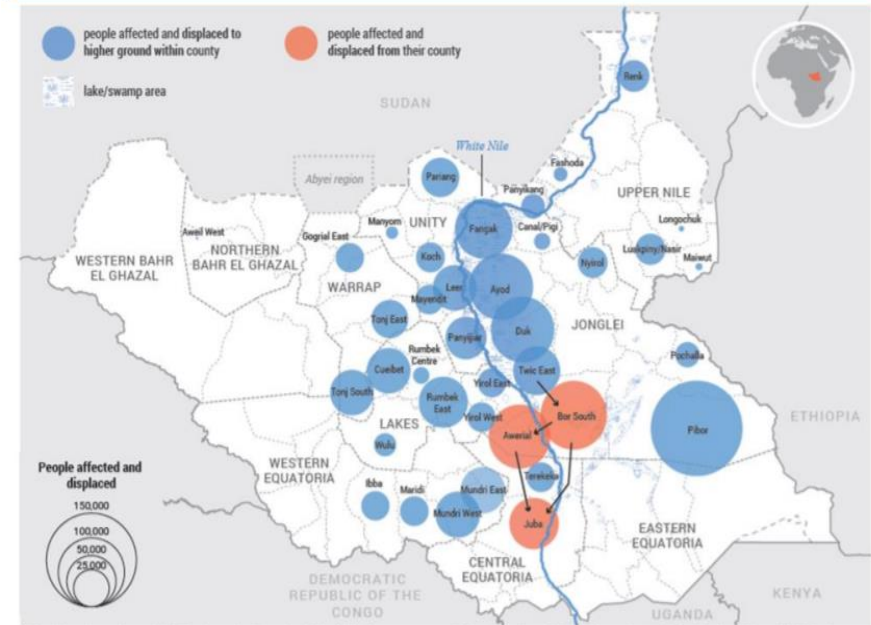 people affected and displaced to
higher ground within county
people affected and
displaced from their county
lake/swamp area
SUDAN
Renk
White Nile
Abyei region
Pariang
Fashoda
Panyikang
UPPER NILE
Longochuk
Aweil West
Manyom
UNITY
Fangak
Canal/Pigi
Gogrial East
Luakpiny/Nasir
Maiwut
WESTERN BAHR
EL GHAZAL
NORTHERN
BAHR EL GHAZAL
Koch
Nyirol
WARRAP
Leer
Ayod
Mayendit
Tonj East
Duk
JONGLEI
Panyijiar
Rumbek
Centre
Pochalla
Cueibet
Twic East
Yirol East
Tonj South
Rumbek
East
Bor South
Yirol West
Pibor
ETHIOPIA
LAKES
Awerial
Wulu
People affected and
displaced
WESTERN
EQUATORIA
150,000
100,000
50,000
25,000
Terekeka
Ibba
Maridi
Mundri East
Mundri West
Juba
EASTERN
EQUATORIA
CENTRAL
EQUATORIA
DEMOCRATIC
REPUBLIC OF THE
CONGO
KENYA
UGANDA